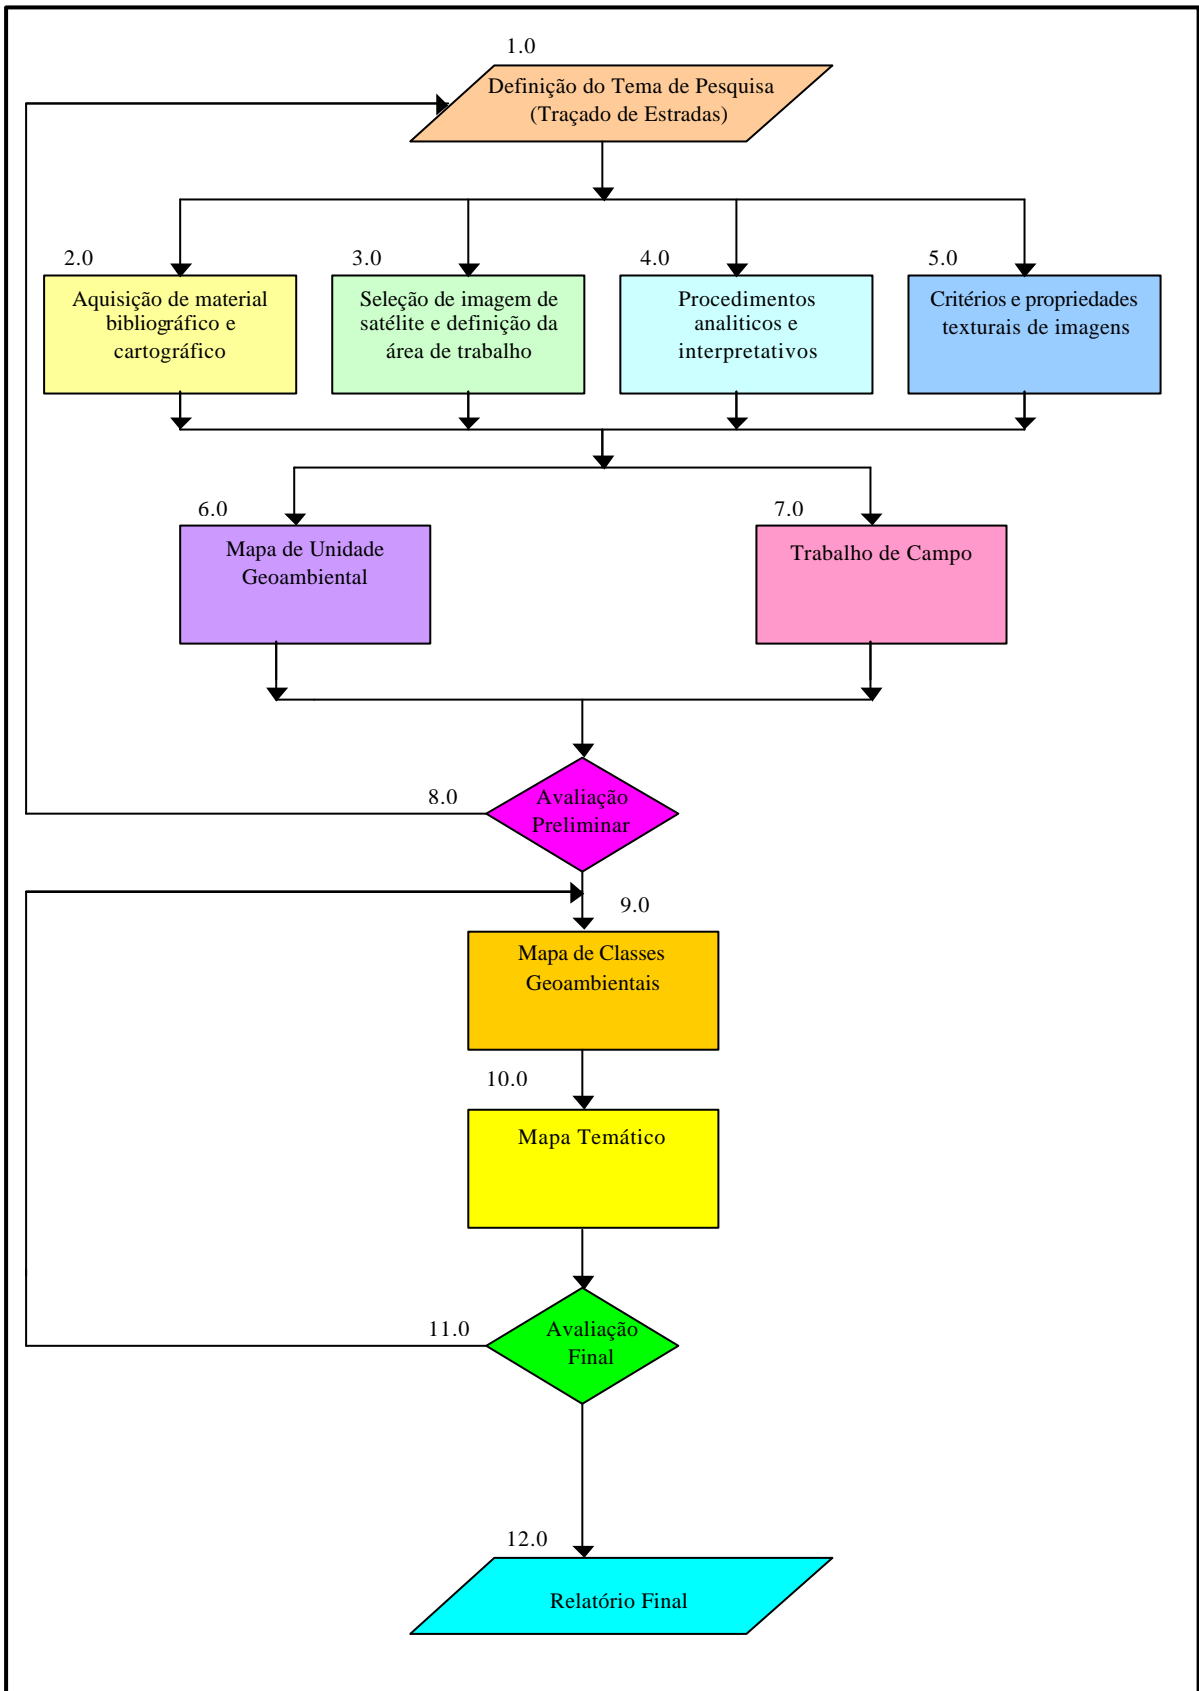 1.0
Definição do Tema de Pesquisa
(Traçado de Estradas)
2.0
Aquisição de material
bibliográfico e
cartográfico
3.0
Seleção de imagem de
satélite e definição da
área de trabalho
4.0
Procedimentos
analiticos e
interpretativos
5.0
Critérios e propriedades
texturais de imagens
6.0
Mapa de Unidade
Geoambiental
7.0
Trabalho de Campo
8.0
Avaliação
Preliminar
9.0
Mapa de Classes
Geoambientais
10.0
Mapa Temático
11.0
Avaliação
Final
12.0
Relatório Final